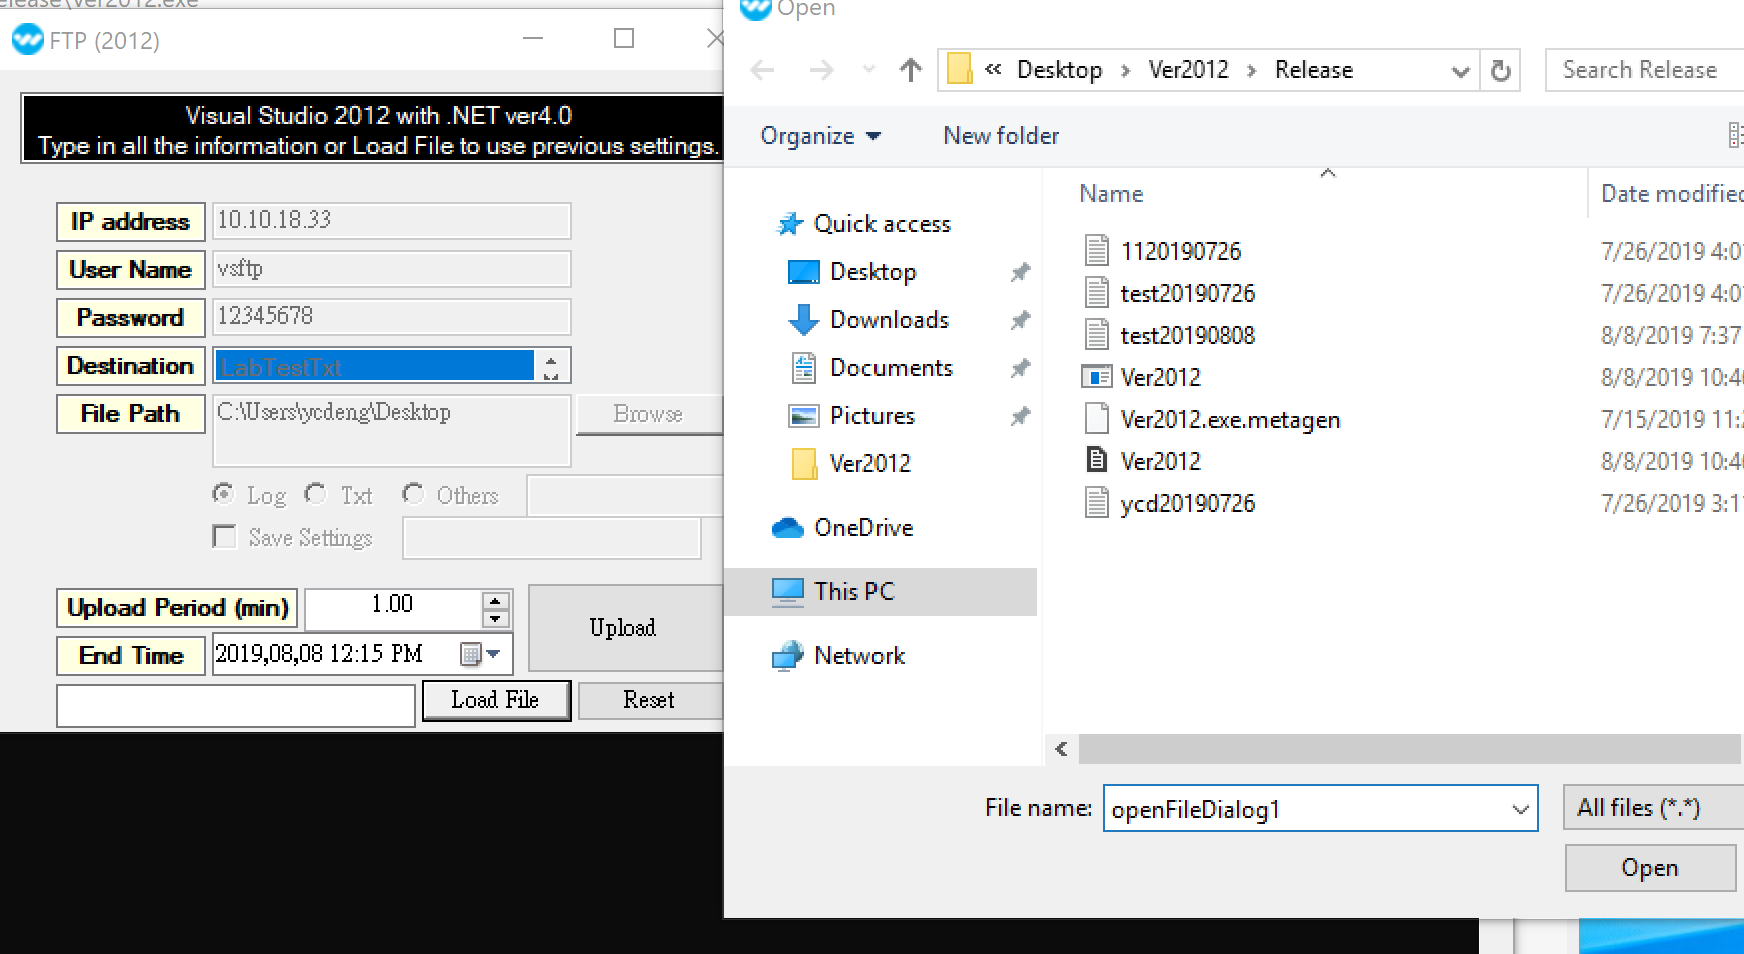 Release\Ver2012.exe
FTP (2012)
Visual Studio 2012 with .NET ver4.0
Type in all the information or Load File to use previous settings.
IP address
10.10.18.33
User Name
vsftp
Password
12345678
Destination
LabTestTxt
File Path
C:\Users\ycdeng\Desktop
Browse
Log
Txt
Others
Save Settings
Upload Period (min)
1.00
Upload
End Time
2019,08,08 12:15 PM
Load File
Reset
Open
« Desktop › Ver2012 › Release
Search Release
Organize
New folder
Quick access
Desktop
Downloads
Documents
Pictures
Ver2012
OneDrive
This PC
Network
Name
Date modified
1120190726
7/26/2019 4:0
test20190726
7/26/2019 4:0
test20190808
8/8/2019 7:37
Ver2012
8/8/2019 10:4
Ver2012.exe.metagen
7/15/2019 11:
Ver2012
8/8/2019 10:4
ycd20190726
7/26/2019 3:1
File name:
openFileDialog1
All files (*.*)
Open